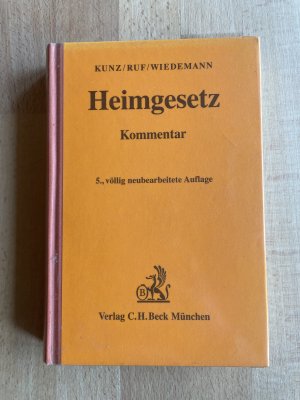 KUNZ/RUF/WIEDEMANN
Heimgesetz
Kommentar
5., völlig neubearbeitete Auflage
B
Verlag C.H.Beck München